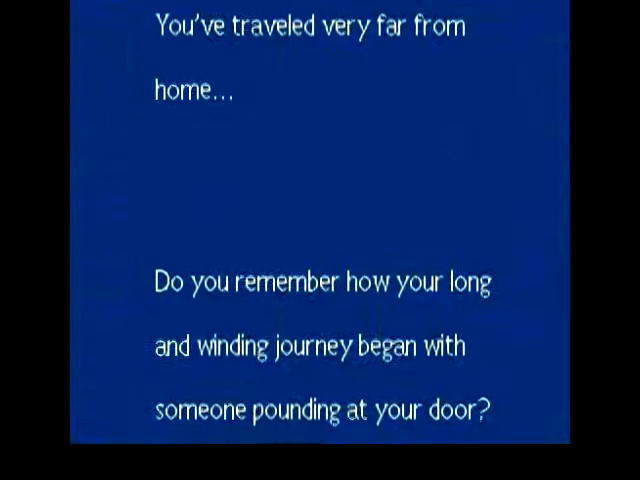 You've traveled very far from
home...
Do you remember how your long
and winding journey began with
someone pounding at your door?